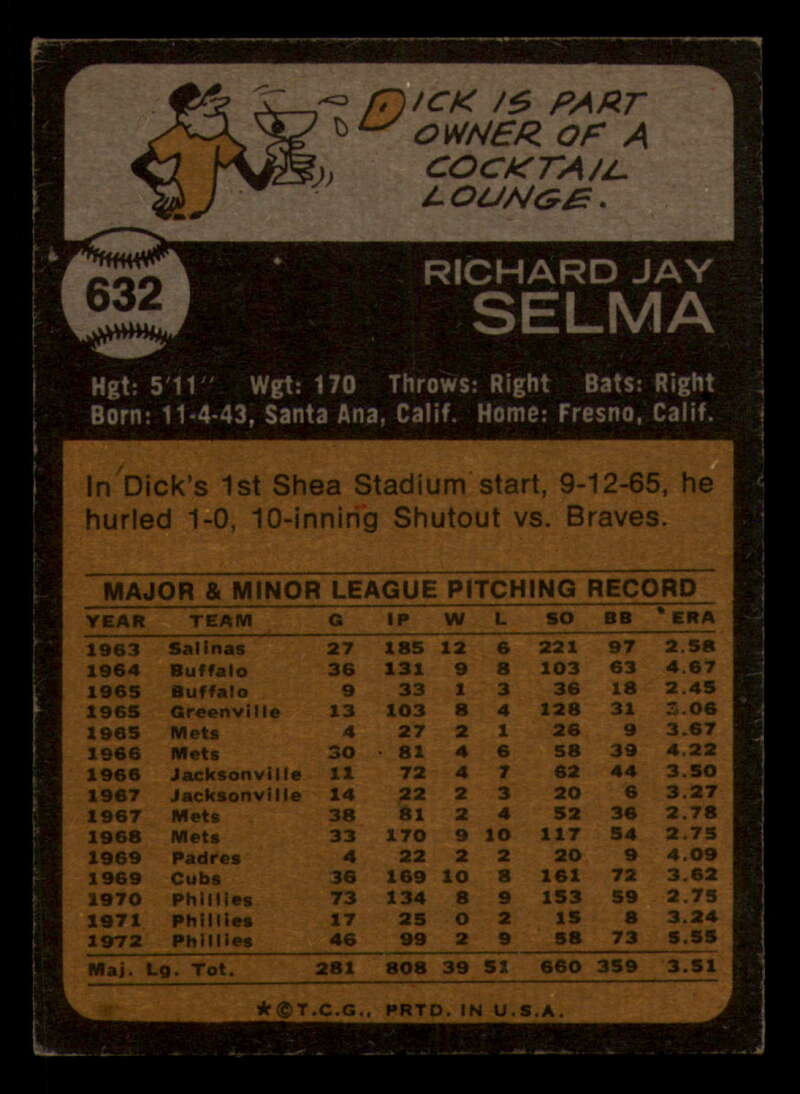 DICK IS PART
OWNER OF A
COCKTAIL
LOUNGE.
632
RICHARD JAY
SELMA
Hgt: 5'11" Wgt: 170 Throws: Right Bats: Right
Born: 11-4-43, Santa Ana, Calif. Home: Fresno, Calif.
In Dick's 1st Shea Stadium start, 9-12-65, he
hurled 1-0, 10-inning Shutout vs. Braves.
MAJOR & MINOR LEAGUE PITCHING RECORD
YEAR TEAM G IP W L SO BB ERA
1963 Salinas 27 185 12 6 221 97 2.58
1964 Buffalo 36 131 9 8 103 63 4.67
1965 Buffalo 9 33 1 3 36 18 2.45
1965 Greenville 13 103 8 4 128 31 3.06
1965 Mets 4 27 2 1 26 9 3.67
1966 Mets 30 81 4 6 58 39 4.22
1966 Jacksonville 11 72 4 7 62 44 3.50
1967 Jacksonville 14 22 2 3 20 6 3.27
1967 Mets 38 81 2 4 52 36 2.78
1968 Mets 33 170 9 10 117 54 2.75
1969 Padres 4 22 2 2 20 9 4.09
1969 Cubs 36 169 10 8 161 72 3.62
1970 Phillies 73 134 8 9 153 59 2.75
1971 Phillies 17 25 0 2 15 8 3.24
1972 Phillies 46 99 2 9 58 73 5.55
Maj. Lg. Tot. 281 808 39 51 660 359 3.51
*©T.C.G., PRTD. IN U.S.A.